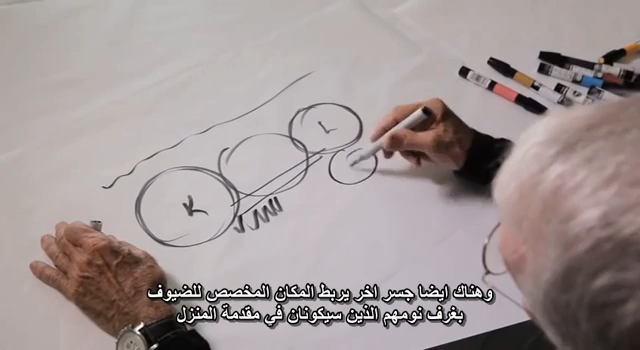 L
K
وهناك ايضا جسر اخر يربط المكان المخصص للضيوف
بغرف نومهم الذين سيكونان في مقدمة المنزل